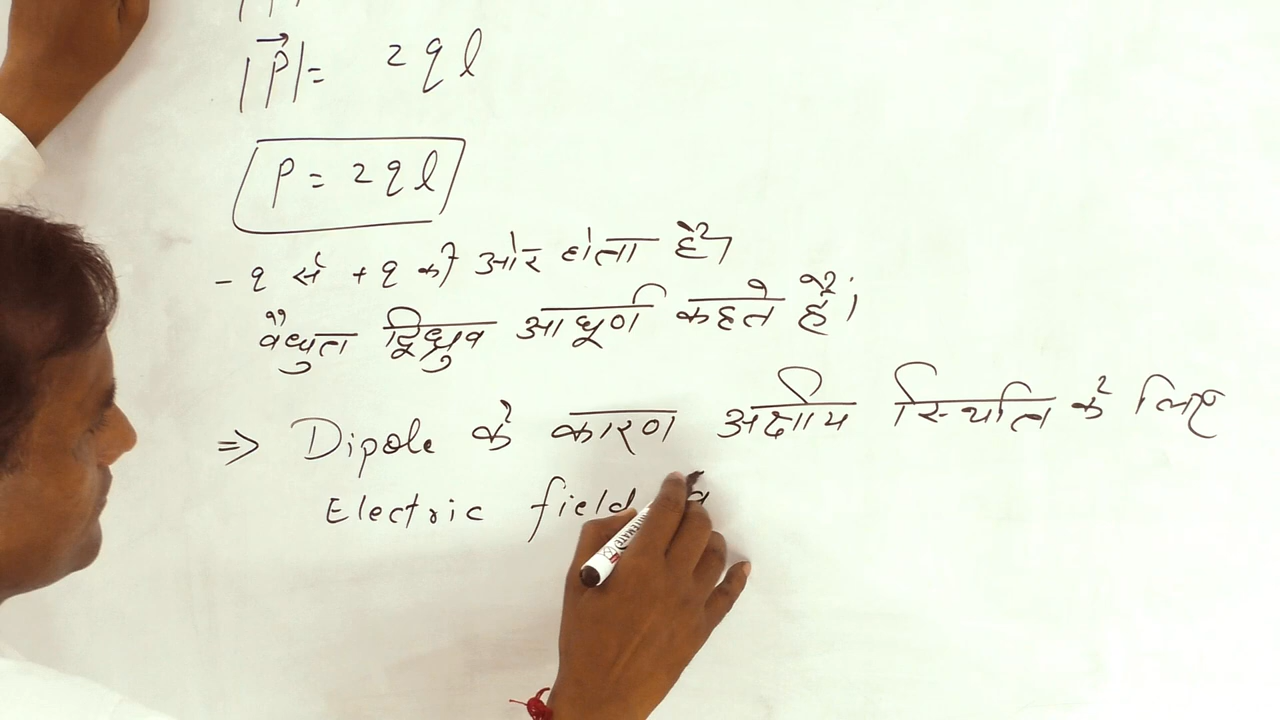 |P⃗| = 2ql
P = 2ql
-q से +q की ओर होता है।
वैधुत द्विध्रुव आघूर्ण कहते हैं।
⇒ Dipole के कारण अक्षीय स्थिति के लिए
Electric field